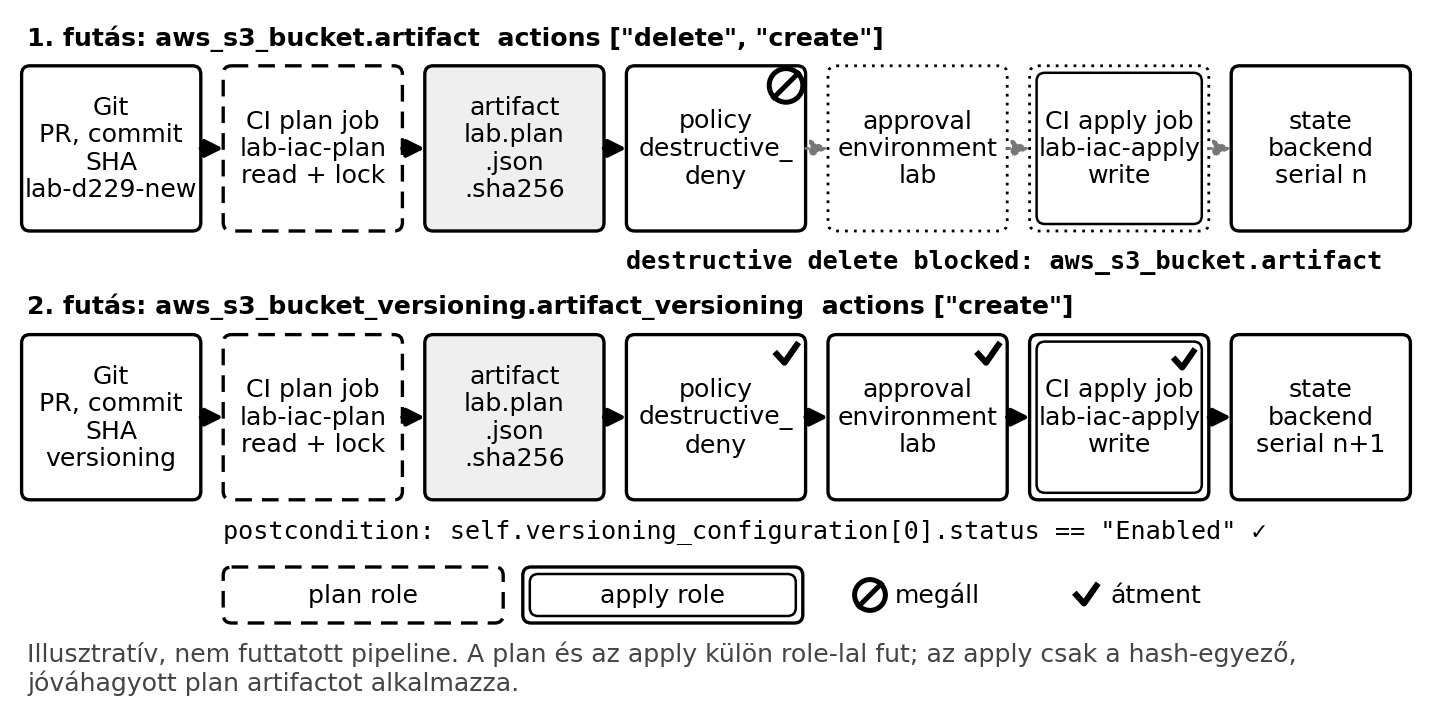 1. futás: aws_s3_bucket.artifact  actions ["delete", "create"]
Git
PR, commit
SHA
lab-d229-new
CI plan job
lab-iac-plan
read + lock
artifact
lab.plan
.json
.sha256
policy
destructive_
deny
approval
environment
lab
CI apply job
lab-iac-apply
write
state
backend
serial n
destructive delete blocked: aws_s3_bucket.artifact
2. futás: aws_s3_bucket_versioning.artifact_versioning  actions ["create"]
Git
PR, commit
SHA
versioning
CI plan job
lab-iac-plan
read + lock
artifact
lab.plan
.json
.sha256
policy
destructive_
deny
approval
environment
lab
CI apply job
lab-iac-apply
write
state
backend
serial n+1
postcondition: self.versioning_configuration[0].status == "Enabled" ✓
plan role
apply role
megáll
átment
Illusztratív, nem futtatott pipeline. A plan és az apply külön role-lal fut; az apply csak a hash-egyező,
jóváhagyott plan artifactot alkalmazza.